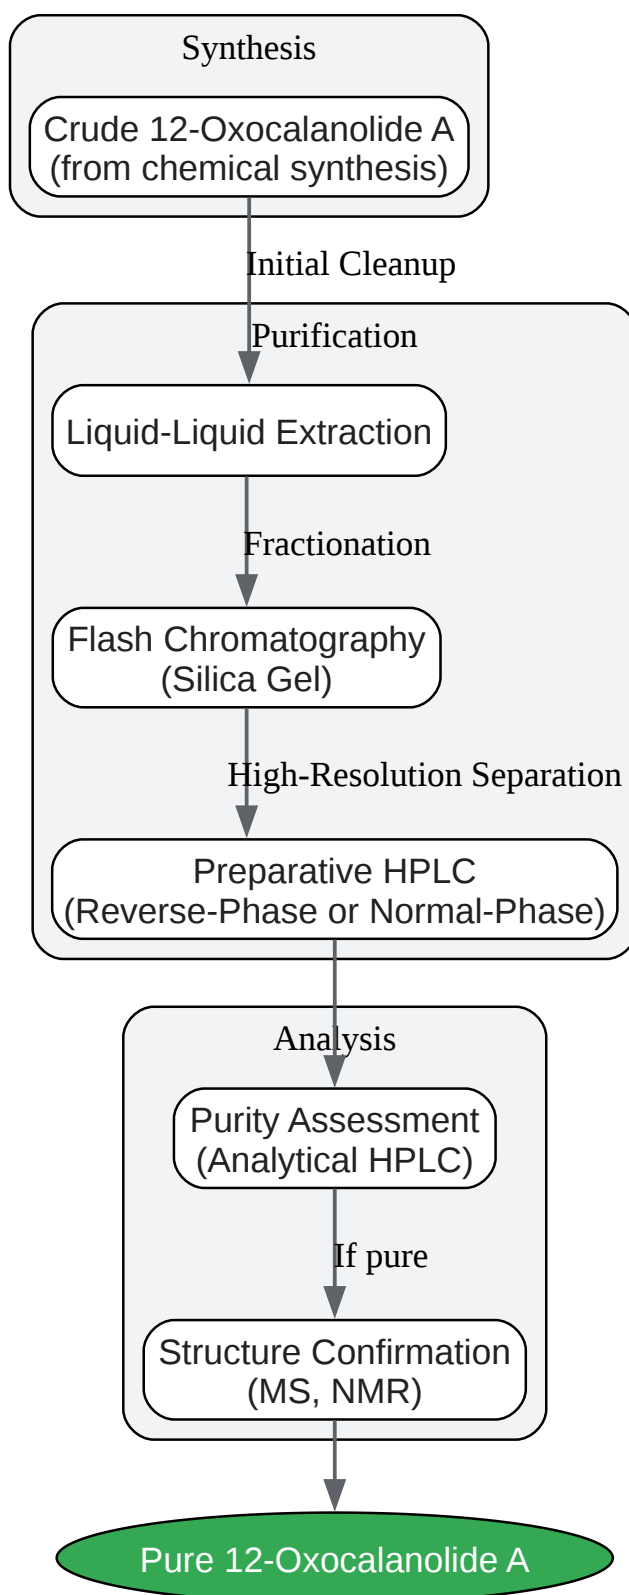 Synthesis
Crude 12-Oxocalanolide A
(from chemical synthesis)
Initial Cleanup
Purification
Liquid-Liquid Extraction
Fractionation
Flash Chromatography
(Silica Gel)
High-Resolution Separation
Preparative HPLC
(Reverse-Phase or Normal-Phase)
Analysis
Purity Assessment
(Analytical HPLC)
If pure
Structure Confirmation
(MS, NMR)
Pure 12-Oxocalanolide A